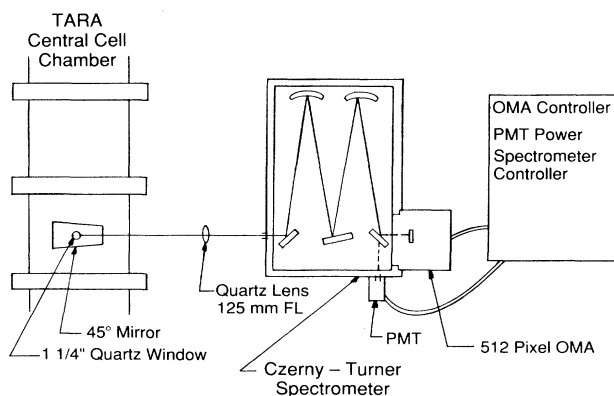 TARA
Central Cell
Chamber
OMA Controller
PMT Power
Spectrometer
Controller
Quartz Lens
125 mm FL
45° Mirror
1 1/4" Quartz Window
PMT
512 Pixel OMA
Czerny – Turner
Spectrometer